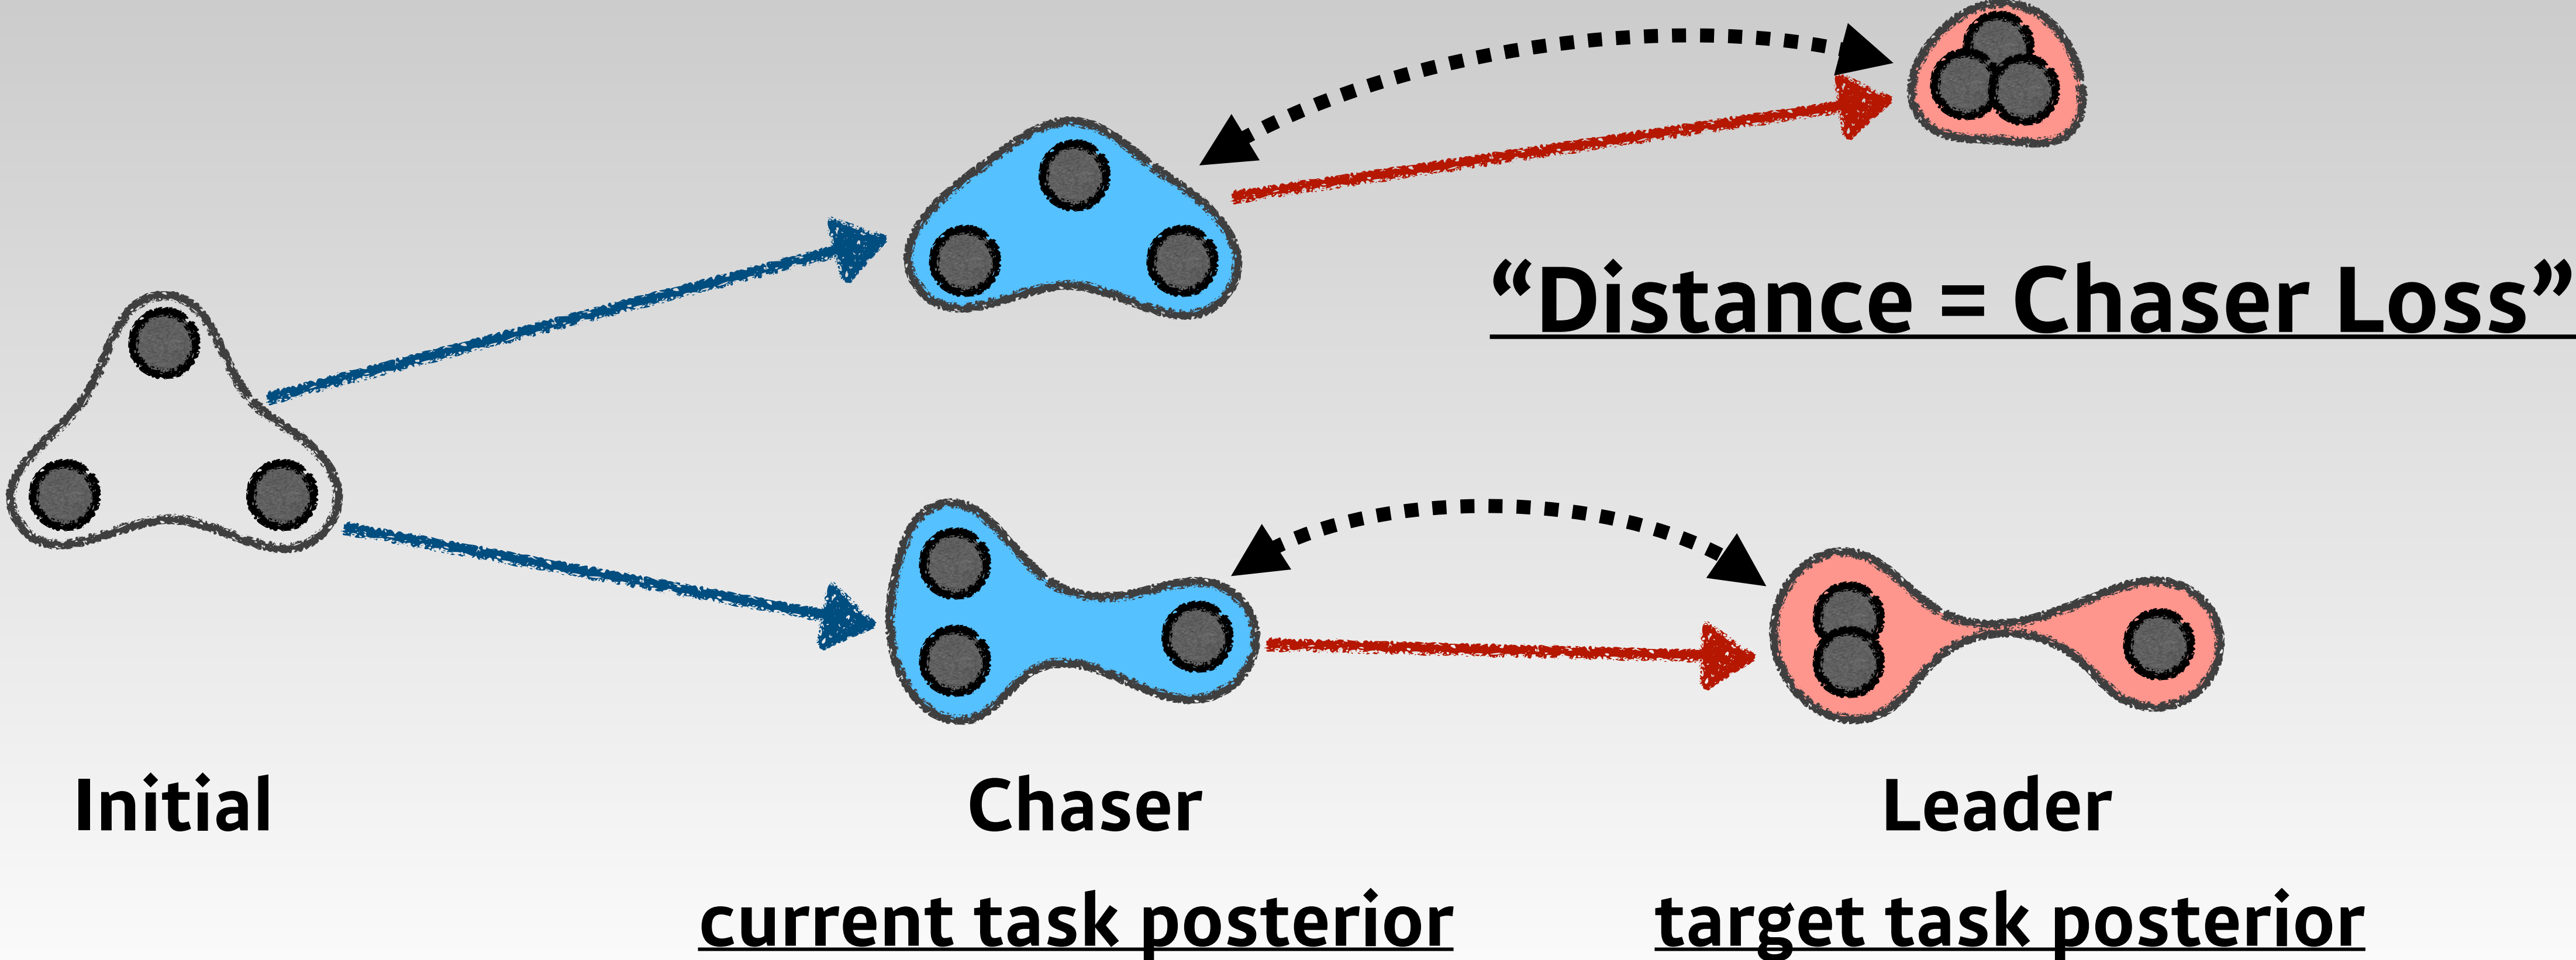 “Distance = Chaser Loss”
Initial
Chaser
Leader
current task posterior
target task posterior